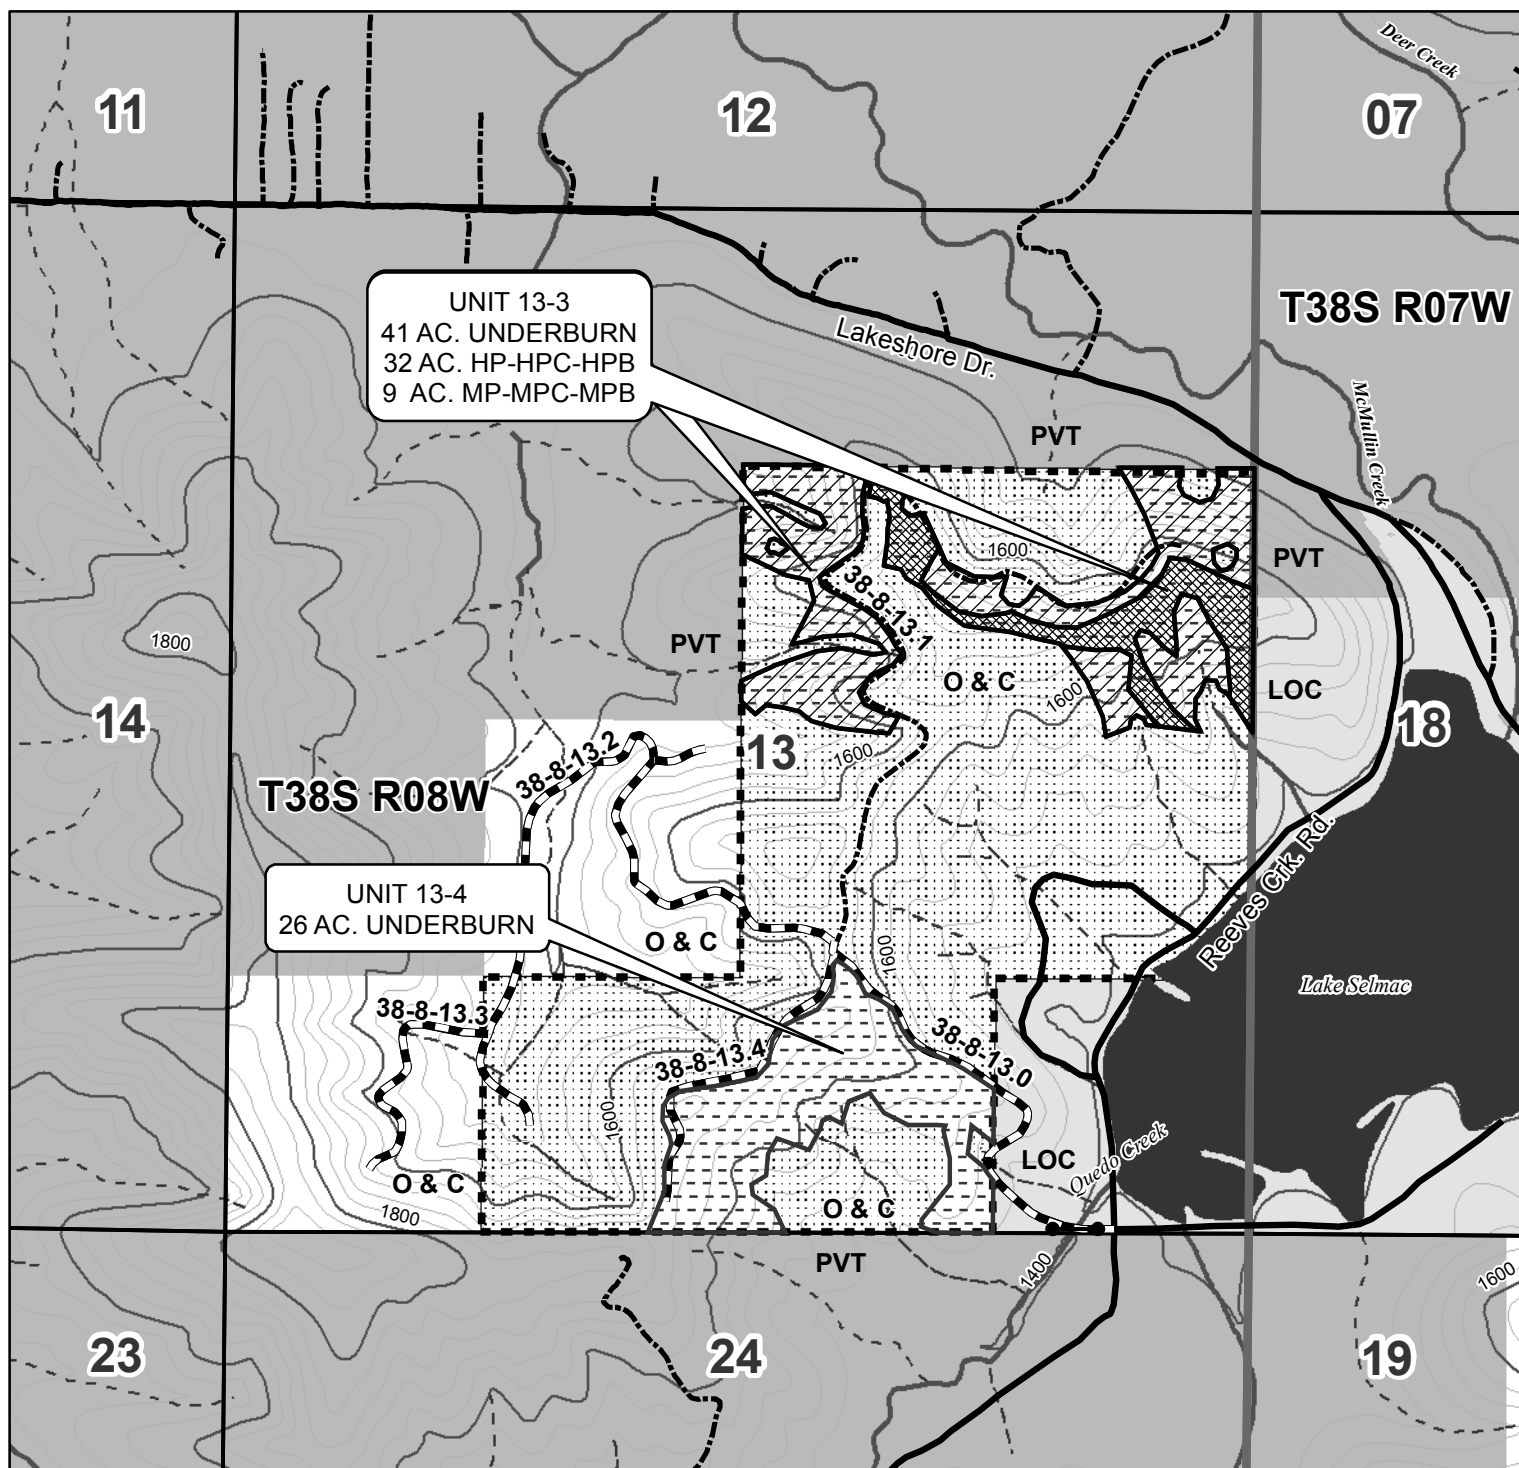 Deer Creek
11
12
07
T38S R07W
UNIT 13-3
41 AC. UNDERBURN
32 AC. HP-HPC-HPB
9 AC. MP-MPC-MPB
Lakeshore Dr.
McMullin Creek
PVT
1600
PVT
38-8-13.1
1800
PVT
O & C
1600
LOC
14
13
1600
18
38-8-13.2
T38S R08W
Reeves Crk. Rd.
UNIT 13-4
26 AC. UNDERBURN
O & C
1600
Lake Selmac
38-8-13.3
38-8-13.4
38-8-13.0
1600
Quedo Creek
LOC
O & C
1800
O & C
PVT
1400
1600
23
24
19